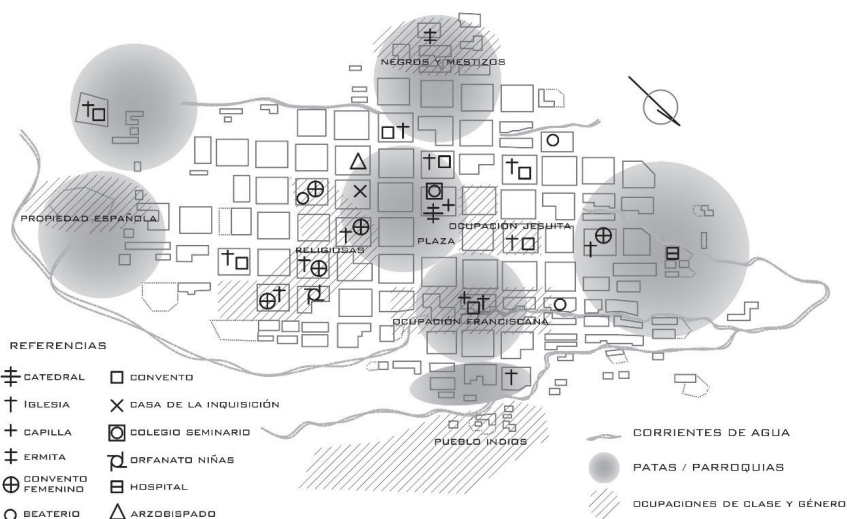 NEGROS Y MESTIZOS
PROPIEDAD ESPAÑOLA
OCUPACIÓN JESUITA
PLAZA
RELIGIOSAS
OCUPACIÓN FRANCISCANA
PUEBLO INDIOS
REFERENCIAS
CATEDRAL
IGLESIA
CAPILLA
ERMITA
CONVENTO
FEMENINO
BEATERIO
CONVENTO
CASA DE LA INQUISICIÓN
COLEGIO SEMINARIO
ORFANATO NIÑAS
HOSPITAL
ARZOBISPADO
CORRIENTES DE AGUA
PATAS / PARROQUIAS
OCUPACIONES DE CLASE Y GÉNERO